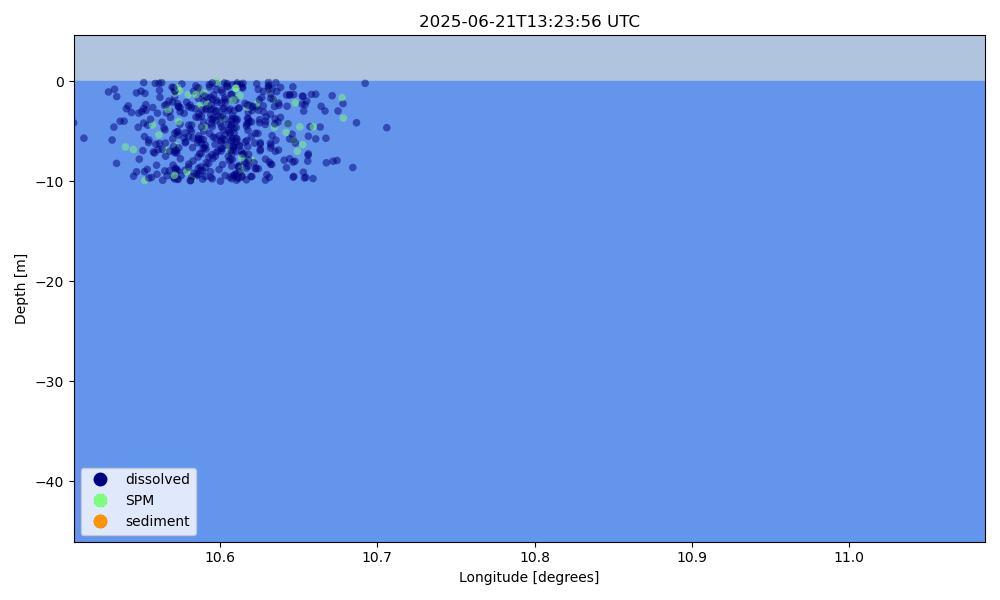 2025-06-21T13:23:56 UTC
0
−10
−20
−30
−40
Depth [m]
dissolved
SPM
sediment
10.6
10.7
10.8
10.9
11.0
Longitude [degrees]